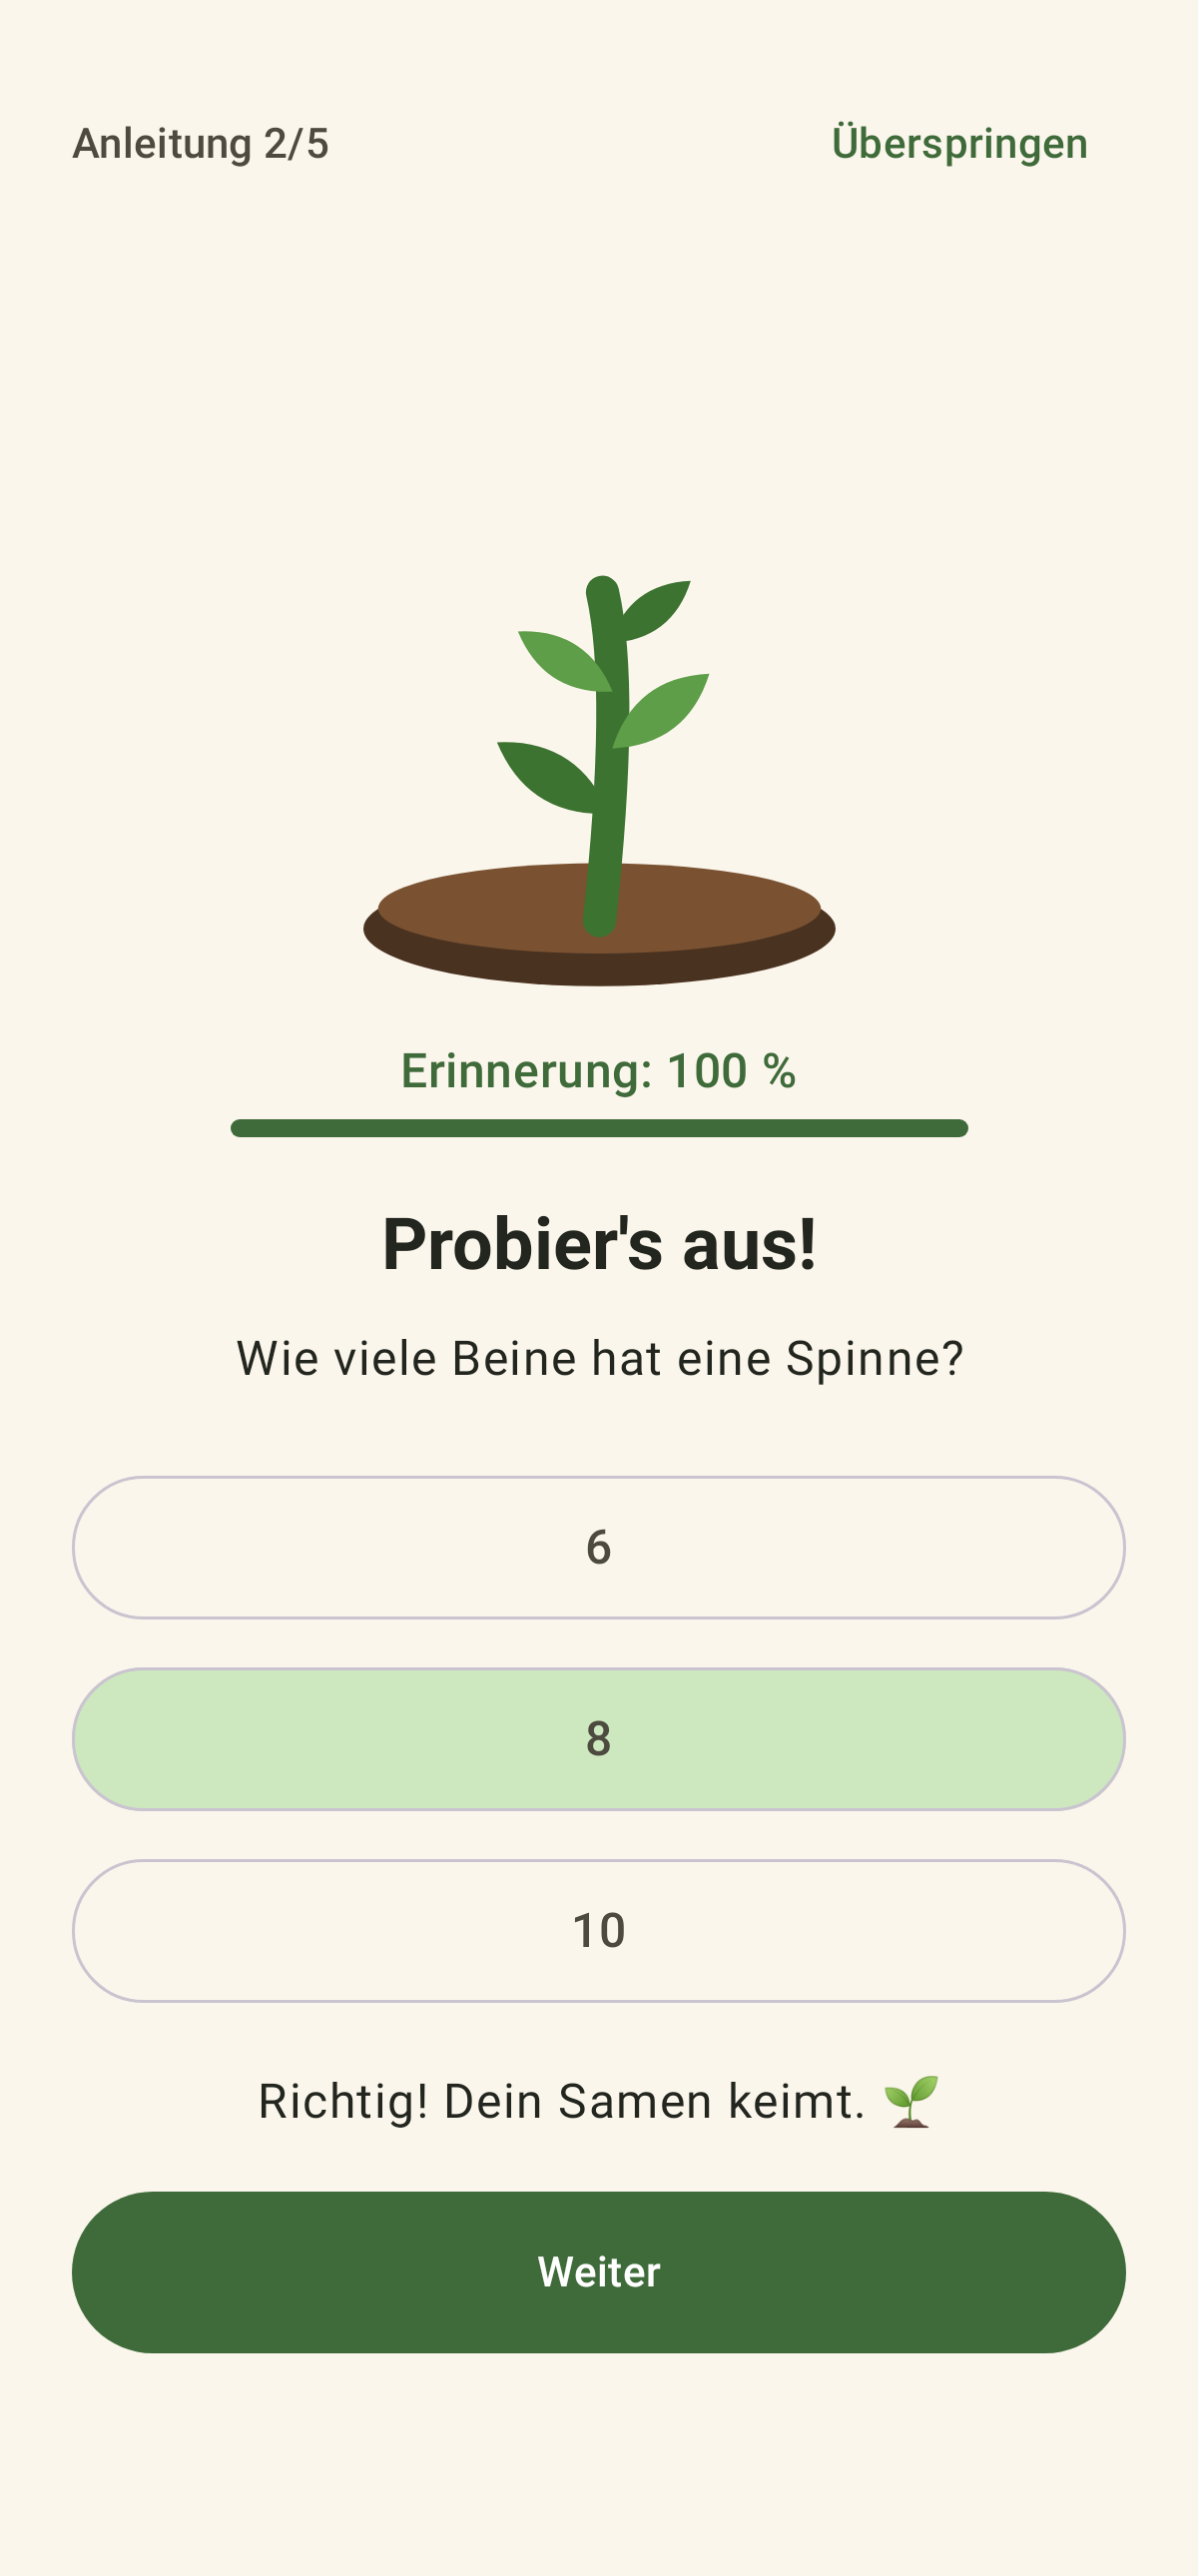 Anleitung 2/5
Überspringen
Erinnerung: 100 %
Probier's aus!
Wie viele Beine hat eine Spinne?
6
8
10
Richtig! Dein Samen keimt. 🌱
Weiter